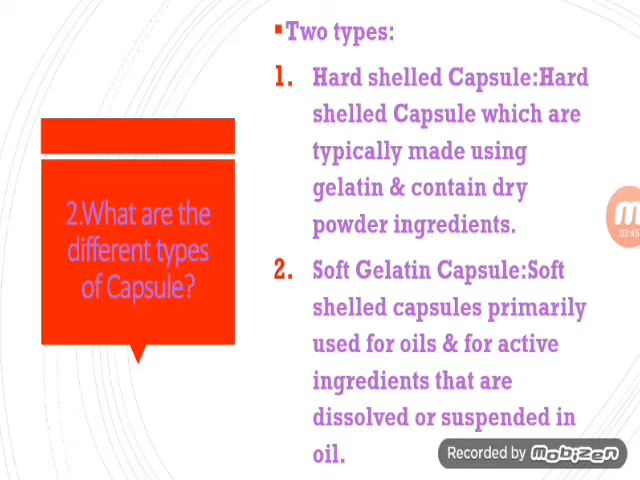 2.What are the
different types
of Capsule?
▪Two types:
1. Hard shelled Capsule:Hard
shelled Capsule which are
typically made using
gelatin & contain dry
powder ingredients.
2. Soft Gelatin Capsule:Soft
shelled capsules primarily
used for oils & for active
ingredients that are
dissolved or suspended in
oil.
M
03:45
Recorded by mobizen